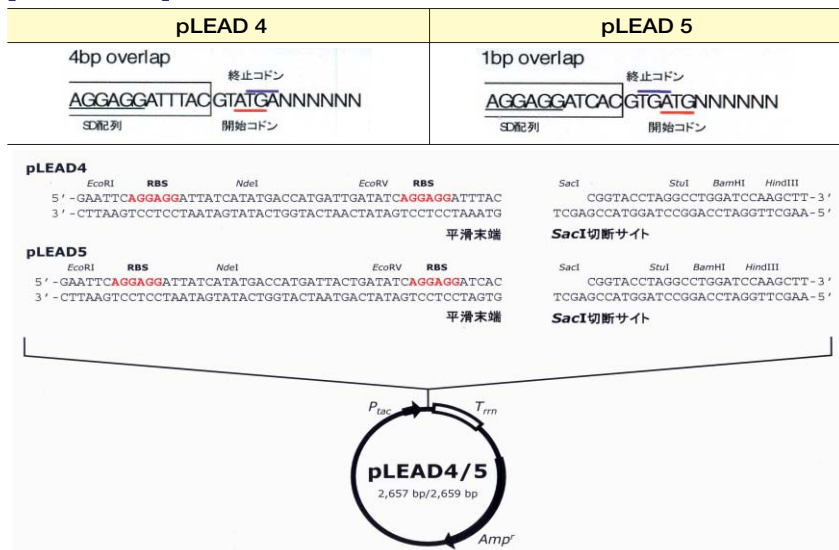 pLEAD 4
pLEAD 5
4bp overlap
終止コドン
AGGAGGATTTACGTATGANNNNNN
SD配列
開始コドン
1bp overlap
終止コドン
AGGAGGATCACGTGATGNNNNNN
SD配列
開始コドン
pLEAD4
EcoRI RBS NdeI EcoRV RBS SacI StuI BamHI HindIII
5'-GAATTCAGGAGGATTATCATATGACCATGATTGATATCAGGAGGATTTAC CGGTACCTAGGCCTGGATCCAAGCTT-3'
3'-CTTAAGTCCTCCTAATAGTATACTGGTACTAACTATAGTCCTCCTAAATG TCGAGCCATGGATCCGGACCTAGGTTCGAA-5'
平滑末端 SacI切断サイト
pLEAD5
EcoRI RBS NdeI EcoRV RBS SacI StuI BamHI HindIII
5'-GAATTCAGGAGGATTATCATATGACCATGATTACTGATATCAGGAGGATCAC CGGTACCTAGGCCTGGATCCAAGCTT-3'
3'-CTTAAGTCCTCCTAATAGTATACTGGTACTAATGACTATAGTCCTCCTAGTG TCGAGCCATGGATCCGGACCTAGGTTCGAA-5'
平滑末端 SacI切断サイト
Ptac Trrn
pLEAD4/5
2,657 bp/2,659 bp
Ampr